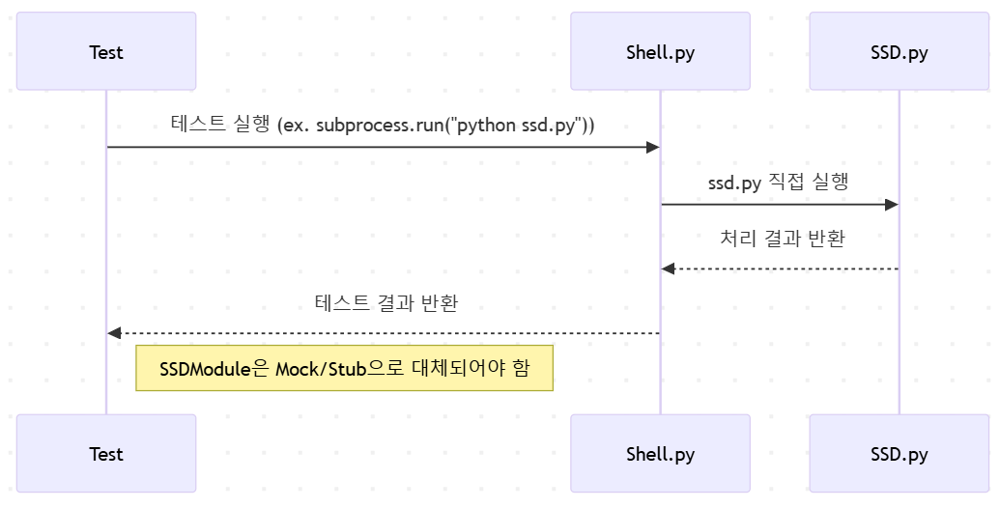 Test
Shell.py
SSD.py
테스트 실행 (ex. subprocess.run("python ssd.py"))
ssd.py 직접 실행
처리 결과 반환
테스트 결과 반환
SSDModule은 Mock/Stub으로 대체되어야 함
Test
Shell.py
SSD.py